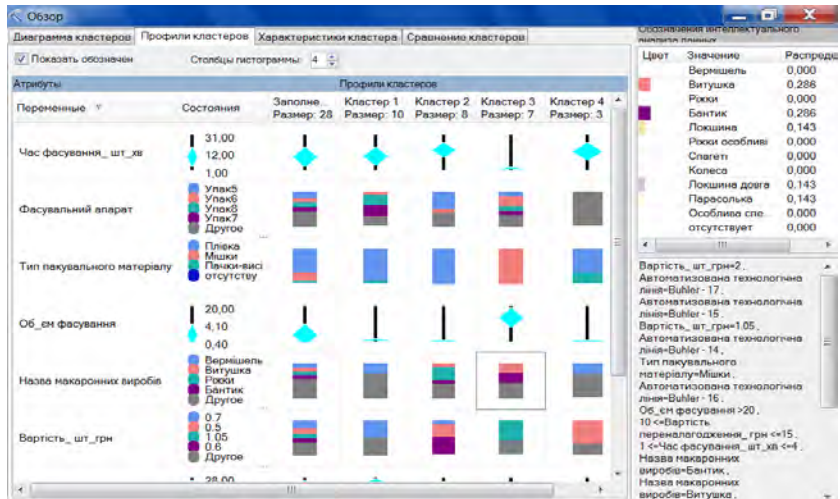 Обзор
Диаграмма кластеров Профили кластеров Характеристики кластера Сравнение кластеров
Показать обозначен Столбцы гистограммы: 4
Атрибуты Профили кластеров
Переменные Состояния Заполне... Размер: 28 Кластер 1 Размер: 10 Кластер 2 Размер: 8 Кластер 3 Размер: 7 Кластер 4 Размер: 3
Час фасування_ шт_хв
31,00
12,00
1,00
Фасувальний апарат
Упак5
Упак6
Упак8
Упак7
Другое
...
Тип пакувального матеріалу
Плівка
Мішки
Пачки-висі
отсутству
Об_єм фасування
20,00
4,10
0,40
Назва макаронних виробів
Вермішель
Витушка
Ріжки
Бантик
Другое
...
Вартість_ шт_грн
0.7
0.5
1.05
0.6
Другое
...
28,00
Обозначения интеллектуального
анализа данных
Цвет Значение Распреде
Вермішель 0,000
Витушка 0,286
Ріжки 0,000
Бантик 0,286
Локшина 0,143
Ріжки особливі 0,000
Спагеті 0,000
Колеса 0,000
Локшина довга 0,143
Парасолька 0,143
Особлива спе... 0,000
отсутствует 0,000
Вартість_ шт_грн=2 ,
Автоматизована технологічна
лінія=Buhler - 17 ,
Автоматизована технологічна
лінія=Buhler - 15 ,
Вартість_ шт_грн=1.05 ,
Автоматизована технологічна
лінія=Buhler - 14 ,
Тип пакувального
матеріалу=Мішки ,
Автоматизована технологічна
лінія=Buhler - 16 ,
Об_єм фасування >20 ,
10 <=Вартість
переналагодження_ грн <=15 ,
1 <=Час фасування_ шт_хв <=4 ,
Назва макаронних
виробів=Бантик ,
Назва макаронних
виробів=Витушка ,